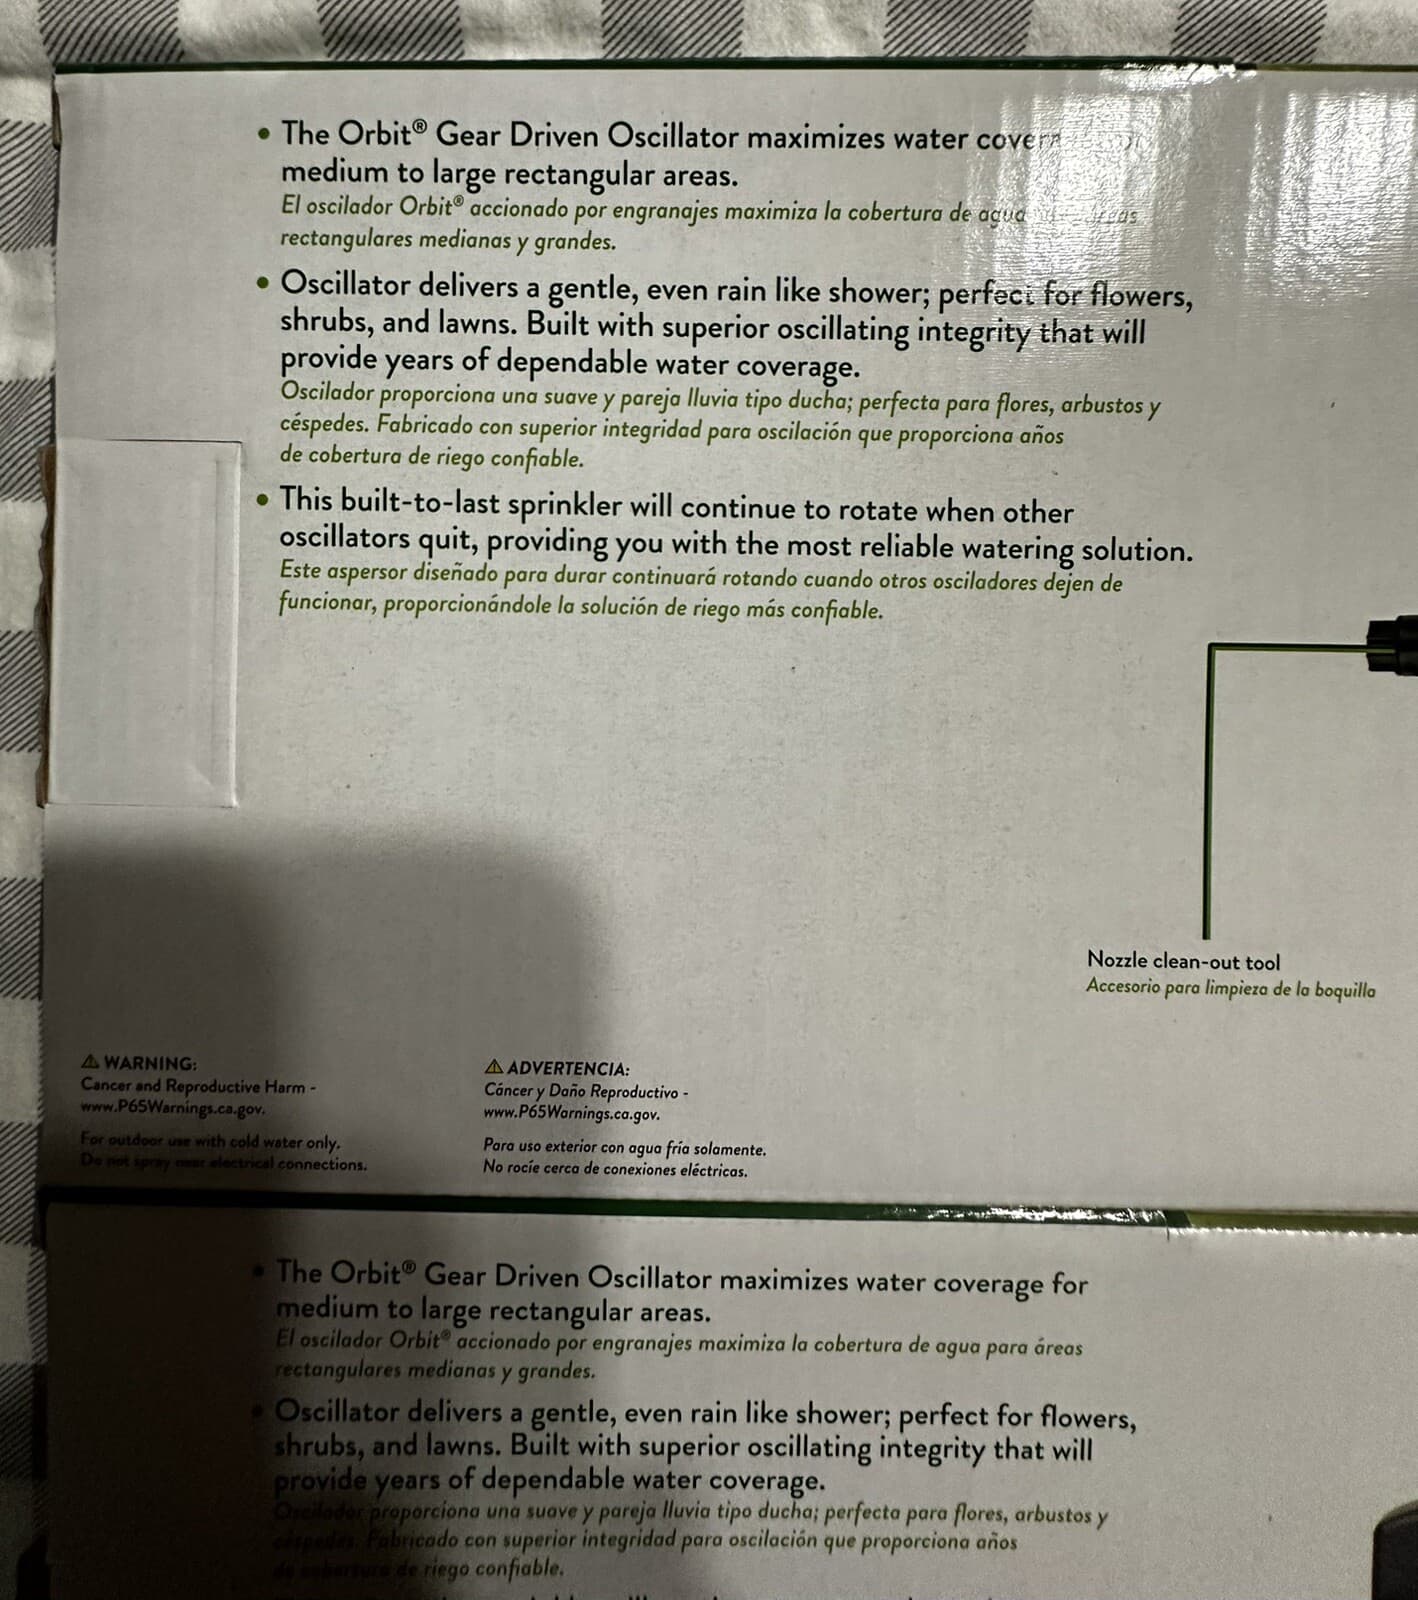 • The Orbit® Gear Driven Oscillator maximizes water
medium to large rectangular areas.
El oscilador Orbit® accionado por engranajes maximiza la cobertura de agua áreas
rectangulares medianas y grandes.
• Oscillator delivers a gentle, even rain like shower; perfect for flowers,
shrubs, and lawns. Built with superior oscillating integrity that will
provide years of dependable water coverage.
Oscilador proporciona una suave y pareja lluvia tipo ducha; perfecta para flores, arbustos y
céspedes. Fabricado con superior integridad para oscilación que proporciona años
de cobertura de riego confiable.
• This built-to-last sprinkler will continue to rotate when other
oscillators quit, providing you with the most reliable watering solution.
Este aspersor diseñado para durar continuará rotando cuando otros osciladores dejen de
funcionar, proporcionándole la solución de riego más confiable.
Nozzle clean-out tool
Accesorio para limpieza de la boquilla
⚠ WARNING:
Cancer and Reproductive Harm -
www.P65Warnings.ca.gov.
For outdoor use with cold water only.
Do not spray near electrical connections.
⚠ ADVERTENCIA:
Cáncer y Daño Reproductivo -
www.P65Warnings.ca.gov.
Para uso exterior con agua fría solamente.
No rocíe cerca de conexiones eléctricas.
• The Orbit® Gear Driven Oscillator maximizes water coverage for
medium to large rectangular areas.
El oscilador Orbit® accionado por engranajes maximiza la cobertura de agua para áreas
rectangulares medianas y grandes.
• Oscillator delivers a gentle, even rain like shower; perfect for flowers,
shrubs, and lawns. Built with superior oscillating integrity that will
provide years of dependable water coverage.
Oscilador proporciona una suave y pareja lluvia tipo ducha; perfecta para flores, arbustos y
céspedes. Fabricado con superior integridad para oscilación que proporciona años
de cobertura de riego confiable.